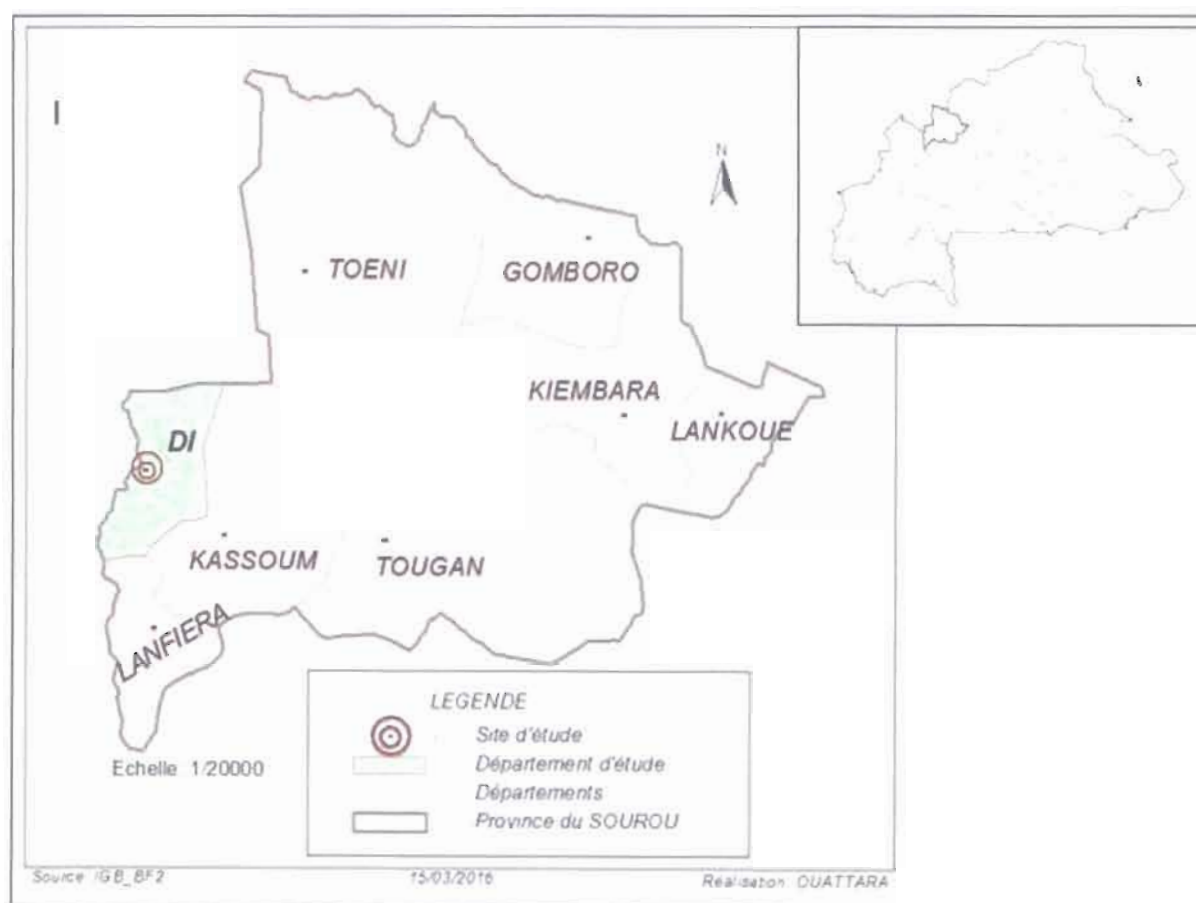 N
TOENI
GOMBORO
KIEMBARA
LANKOUE
DI
KASSOUM
TOUGAN
LANFIERA
LEGENDE
Site d'étude
Département d'étude
Départements
Province du SOUROU
Echelle 1/20000
Source IGB_BF2
15/03/2016
Réalisation OUATTARA